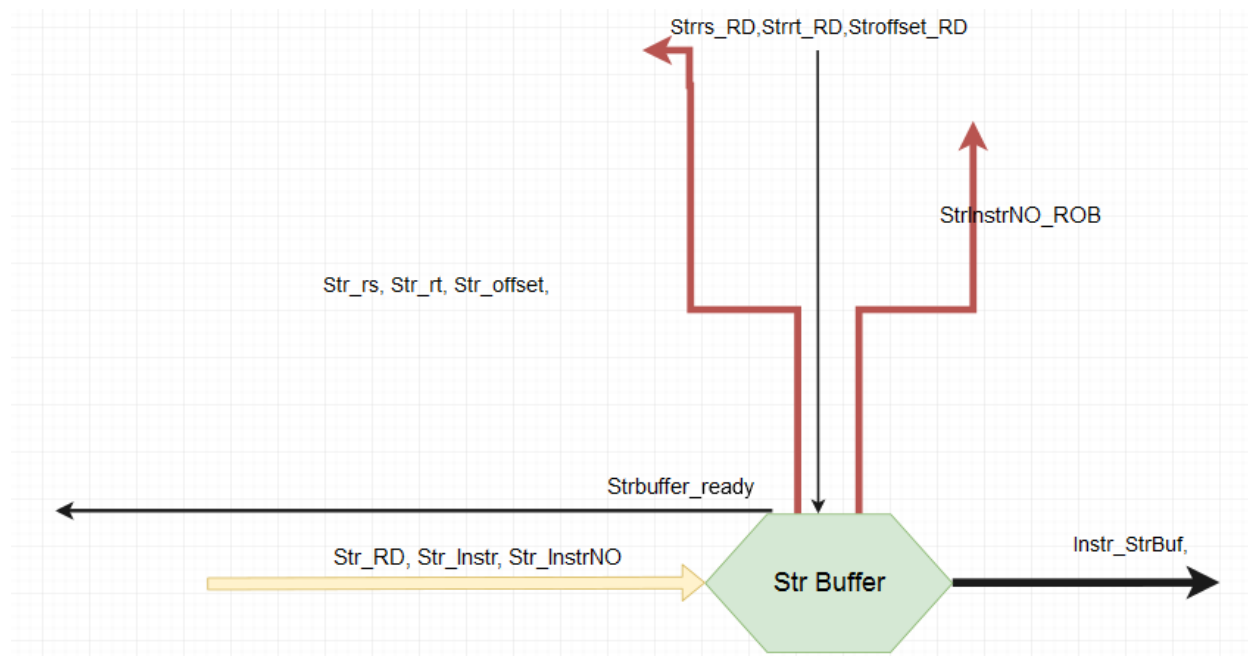 Strrs_RD,Strrt_RD,Stroffset_RD
StrInstrNO_ROB
Str_rs, Str_rt, Str_offset,
Strbuffer_ready
Str_RD, Str_Instr, Str_InstrNO
Instr_StrBuf,
Str Buffer